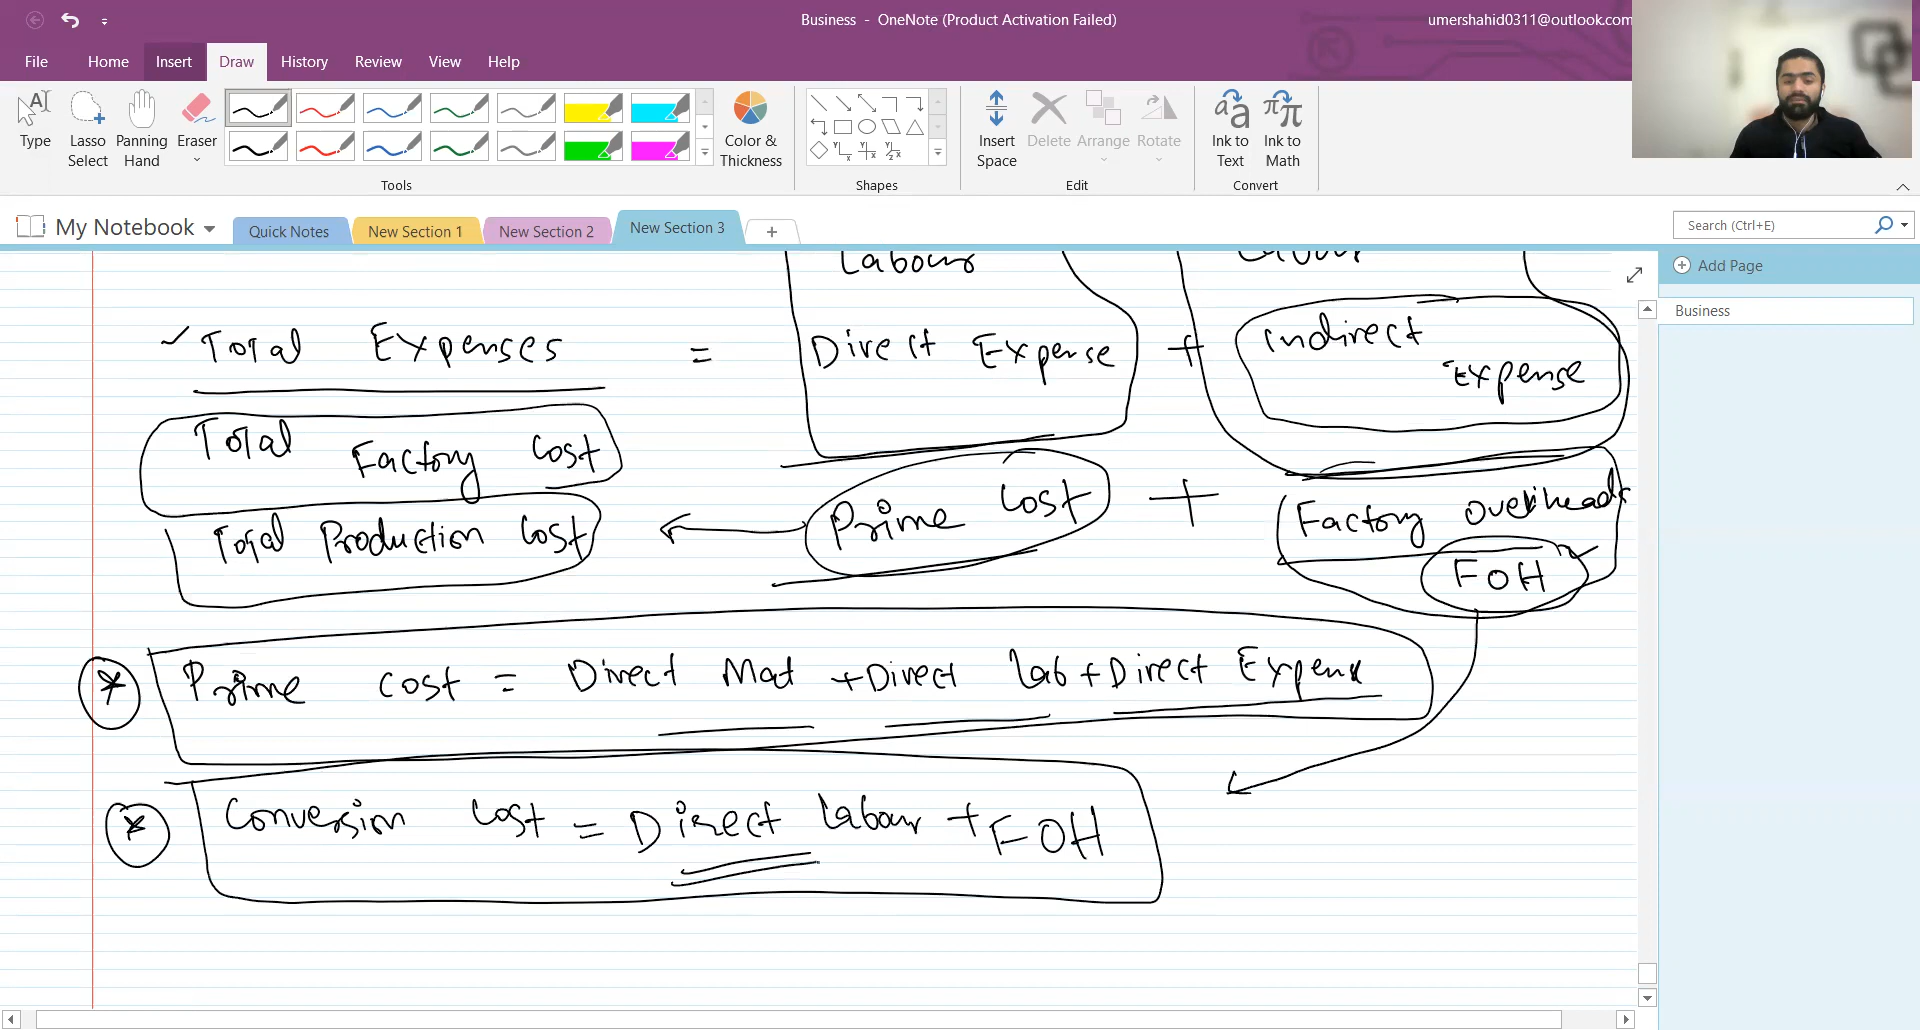 Business - OneNote (Product Activation Failed)
umershahid0311@outlook.com
File Home Insert Draw History Review View Help
Type Lasso Select Panning Hand Eraser
Color & Thickness
Insert Space Delete Arrange Rotate
Ink to Text Ink to Math
Tools Shapes Edit Convert
My Notebook Quick Notes New Section 1 New Section 2 New Section 3
Search (Ctrl+E)
Add Page
Business
Labour Labour
Total Expenses = Direct Expense + Indirect Expense
Total Factory Cost
Total Production Cost ← Prime Cost + Factory overheads
FOH
Prime cost = Direct Mat + Direct Lab + Direct Expens
Conversion Cost = Direct Labour + FOH